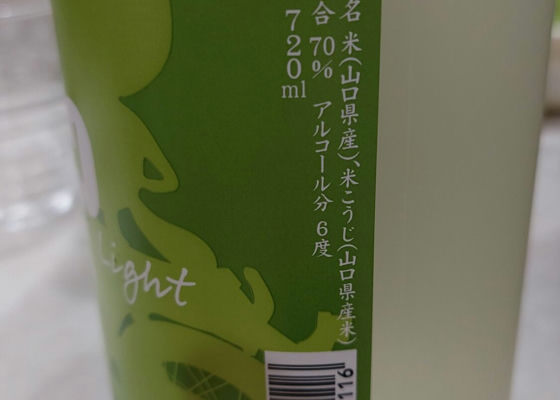 名 米(山口県産)、米こうじ(山口県産米)
合 70% アルコール分 6度
720ml
Light
116